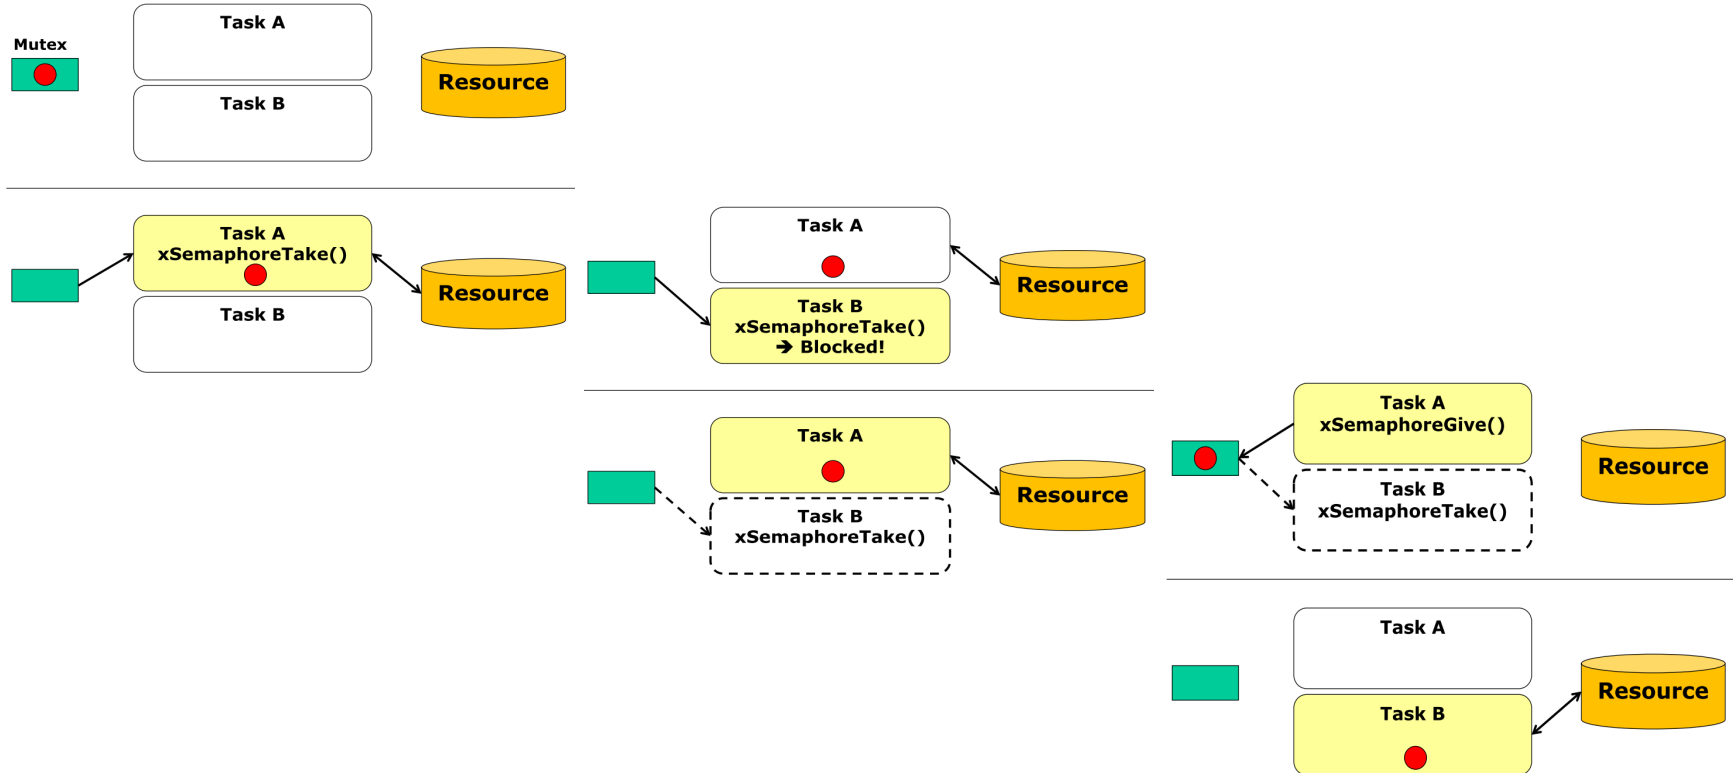 Mutex
Task A
Task B
Resource
Task A
xSemaphoreTake()
Task B
Resource
Task A
Task B
xSemaphoreTake()
➔ Blocked!
Resource
Task A
Task B
xSemaphoreTake()
Resource
Task A
xSemaphoreGive()
Task B
xSemaphoreTake()
Resource
Task A
Task B
Resource